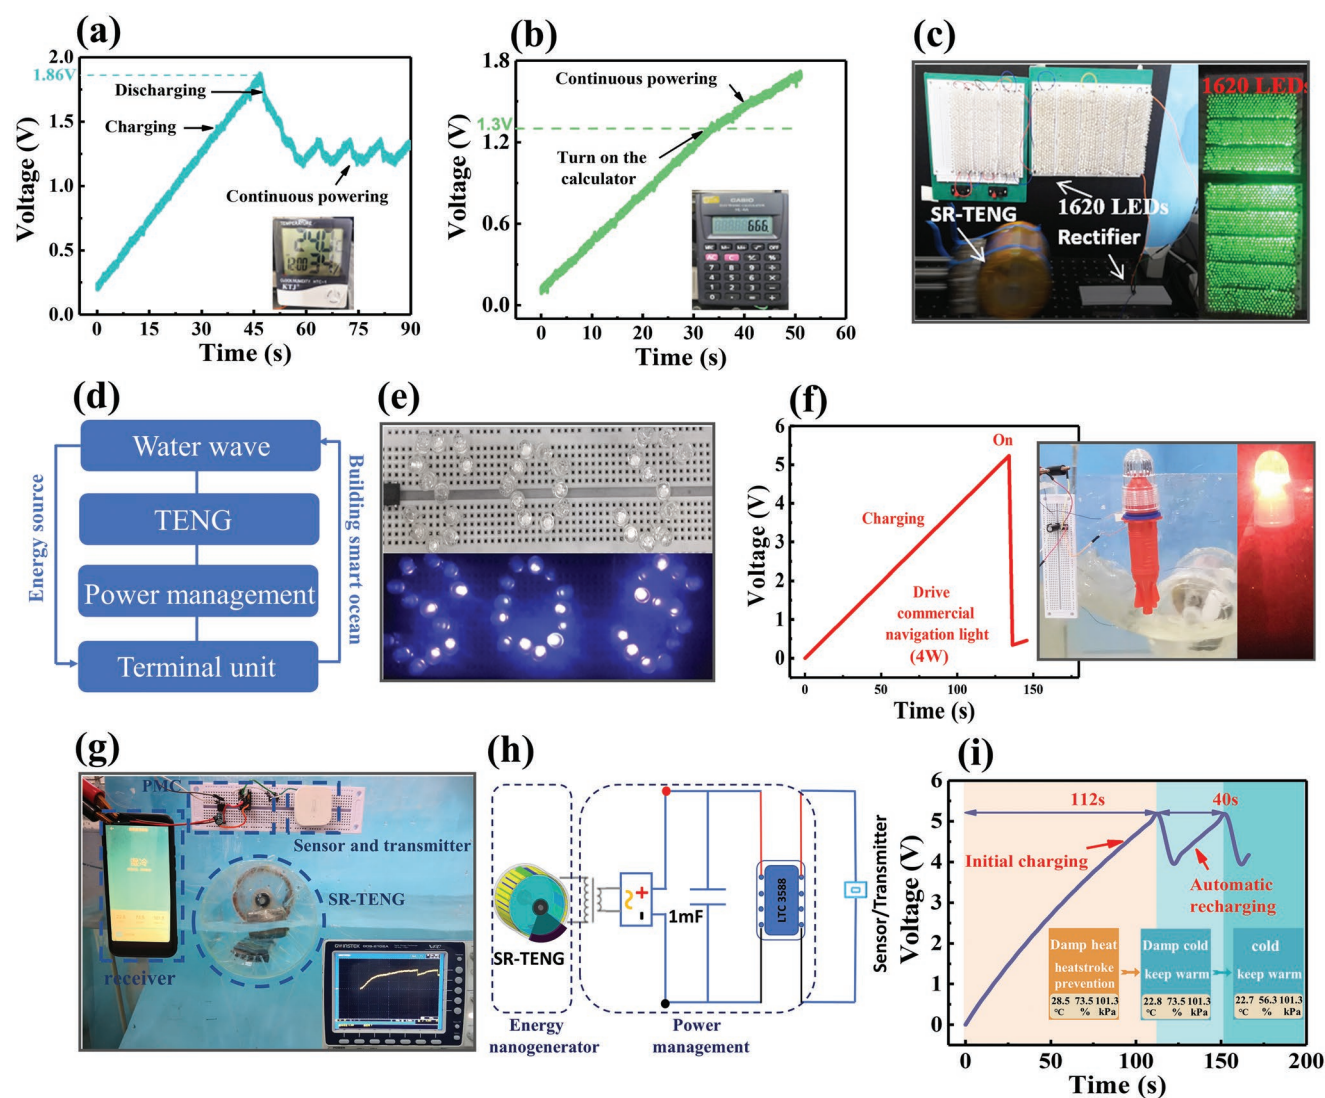 (a)
2.0
1.86V
1.5
1.0
0.5
0.0
Voltage (V)
Discharging
Charging
Continuous powering
0 15 30 45 60 75 90
Time (s)
(b)
1.8
1.3V
1.2
0.6
0.0
Voltage (V)
Continuous powering
Turn on the
calculator
CASIO
666.
0 10 20 30 40 50 60
Time (s)
(c)
1620 LEDs
SR-TENG
1620 LEDs
Rectifier
(d)
Energy source
Water wave
TENG
Power management
Terminal unit
Building smart ocean
(e)
(f)
6
5
4
3
2
1
0
Voltage (V)
On
Charging
Drive
commercial
navigation light
(4W)
0 50 100 150
Time (s)
(g)
PMC
Sensor and transmitter
SR-TENG
receiver
(h)
SR-TENG
1mF
LTC 3588
Sensor/Transmitter
Energy
nanogenerator
Power
management
(i)
6
5
4
3
2
1
0
Voltage (V)
112s
40s
Initial charging
Automatic
recharging
Damp heat
heatstroke
prevention
28.5 73.5 101.3
°C % kPa
Damp cold
keep warm
22.8 73.5 101.3
°C % kPa
cold
keep warm
22.7 56.3 101.3
°C % kPa
0 50 100 150 200
Time (s)